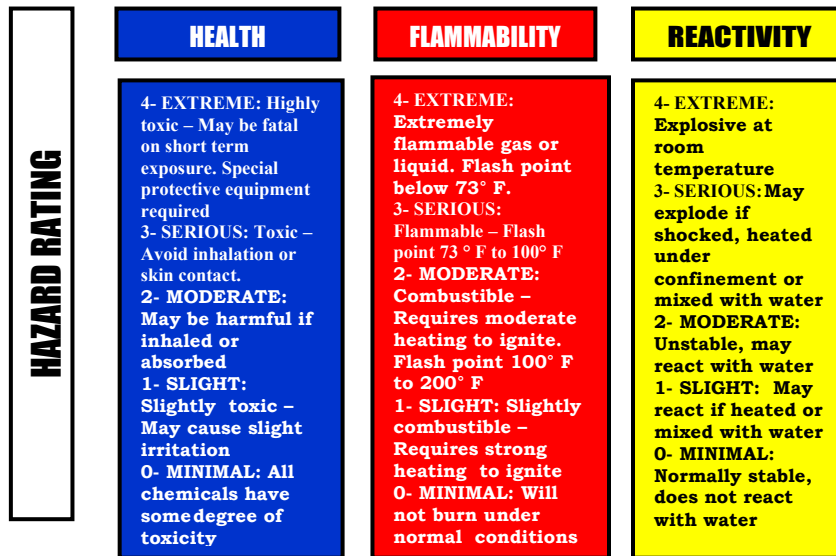 HAZARD RATING
HEALTH
4- EXTREME: Highly
toxic – May be fatal
on short term
exposure. Special
protective equipment
required
3- SERIOUS: Toxic –
Avoid inhalation or
skin contact.
2- MODERATE:
May be harmful if
inhaled or
absorbed
1- SLIGHT:
Slightly toxic –
May cause slight
irritation
0- MINIMAL: All
chemicals have
some degree of
toxicity
FLAMMABILITY
4- EXTREME:
Extremely
flammable gas or
liquid. Flash point
below 73° F.
3- SERIOUS:
Flammable – Flash
point 73 ° F to 100° F
2- MODERATE:
Combustible –
Requires moderate
heating to ignite.
Flash point 100° F
to 200° F
1- SLIGHT: Slightly
combustible –
Requires strong
heating to ignite
0- MINIMAL: Will
not burn under
normal conditions
REACTIVITY
4- EXTREME:
Explosive at
room
temperature
3- SERIOUS: May
explode if
shocked, heated
under
confinement or
mixed with water
2- MODERATE:
Unstable, may
react with water
1- SLIGHT: May
react if heated or
mixed with water
0- MINIMAL:
Normally stable,
does not react
with water